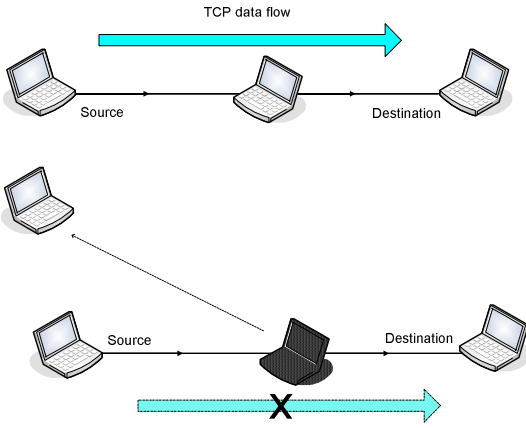 TCP data flow
Source
Destination
Source
Destination
X